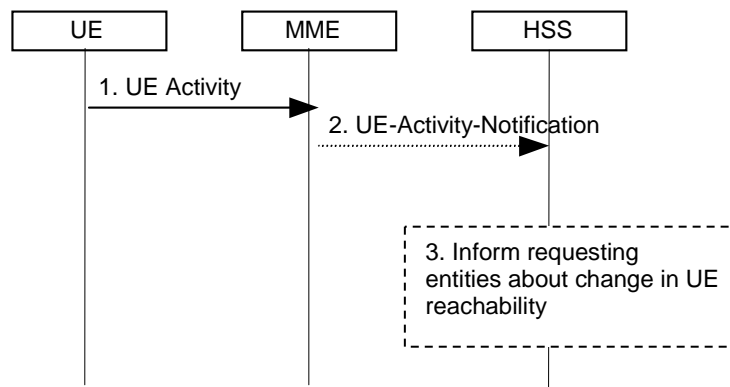 UE MME HSS
1. UE Activity
2. UE-Activity-Notification
3. Inform requesting
entities about change in UE
reachability